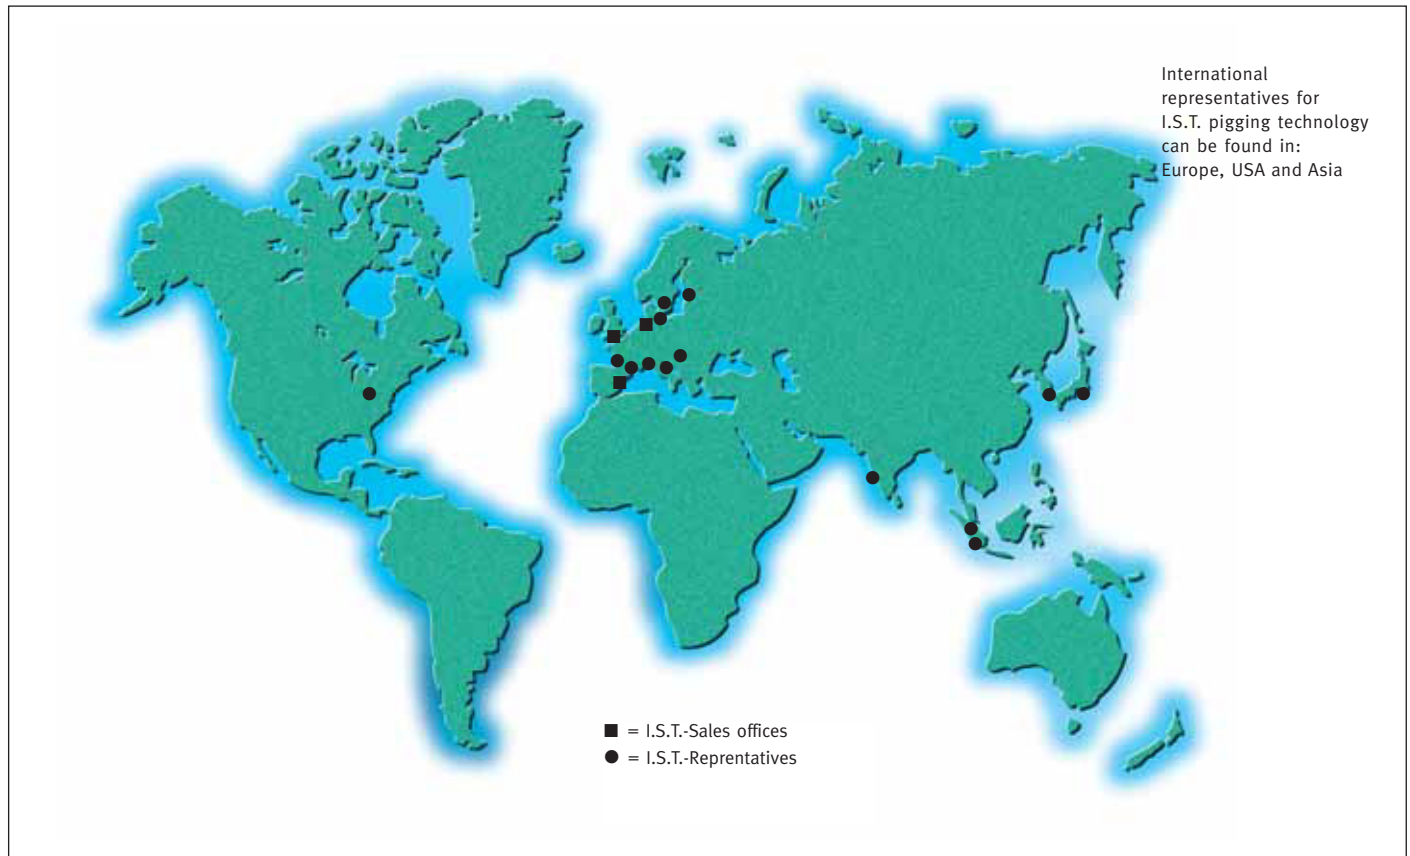 International
representatives for
I.S.T. pigging technology
can be found in:
Europe, USA and Asia
■ = I.S.T.-Sales offices
● = I.S.T.-Reprentatives